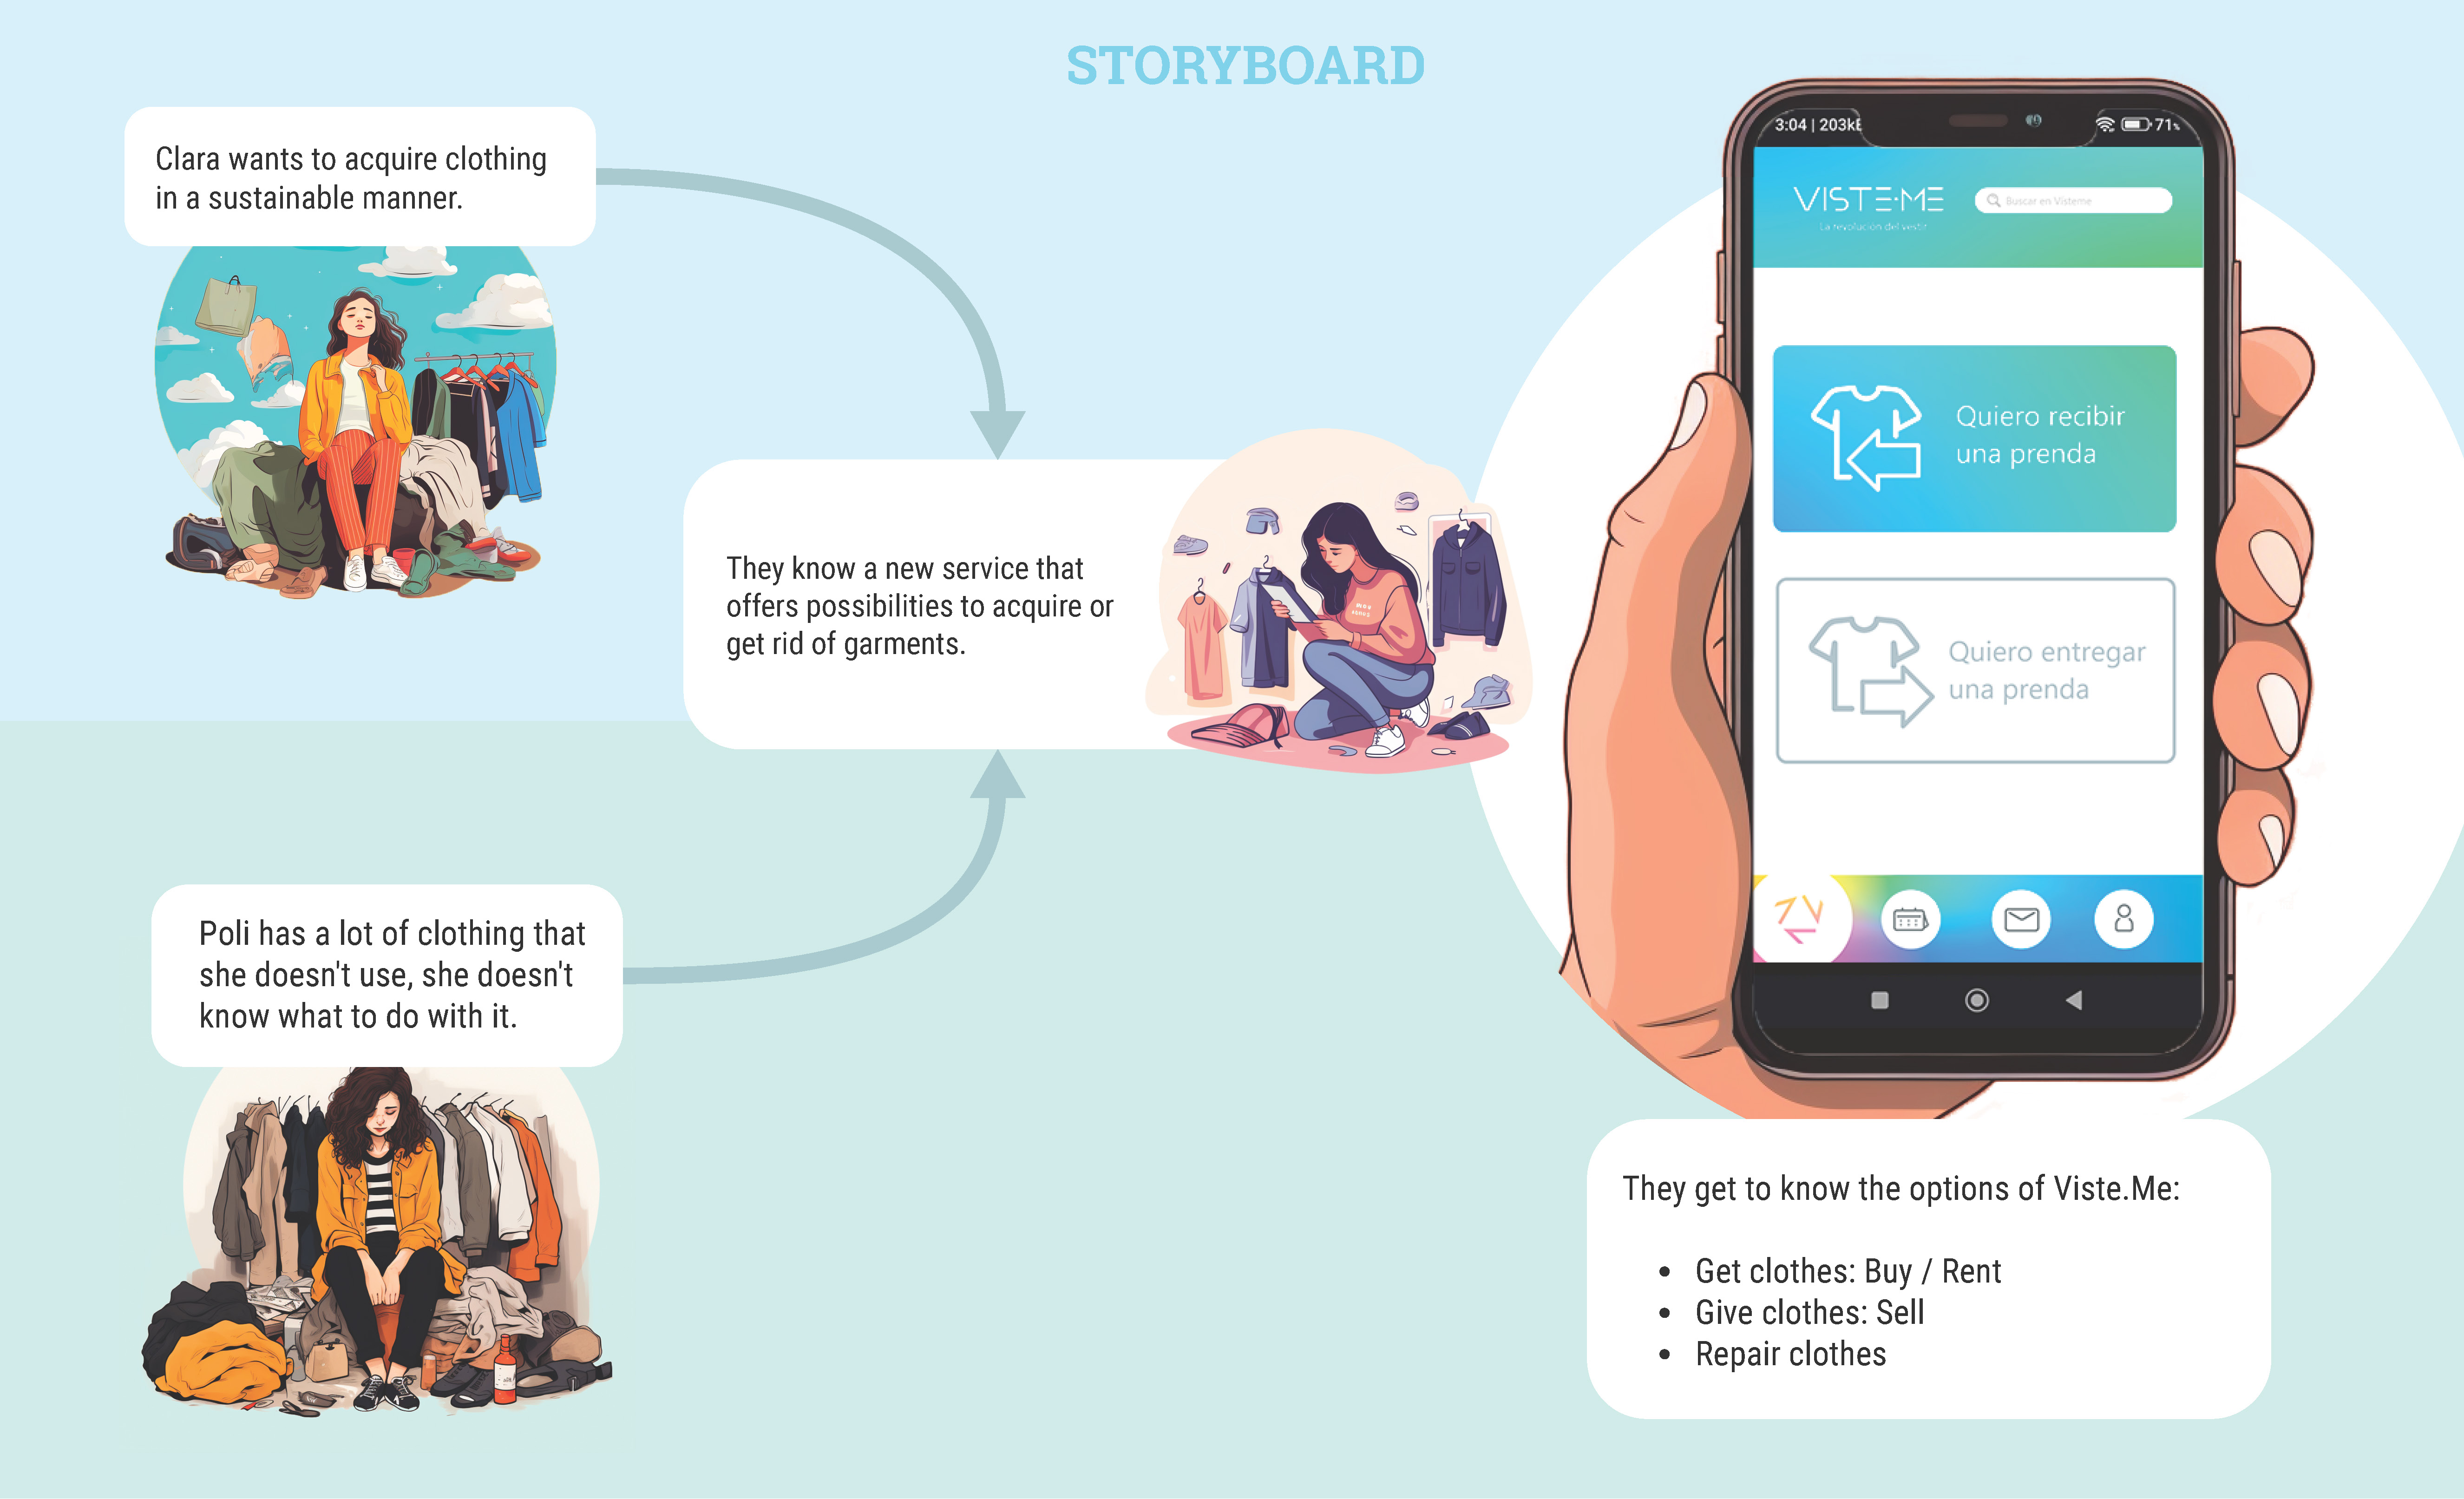 STORYBOARD
Clara wants to acquire clothing
in a sustainable manner.
They know a new service that
offers possibilities to acquire or
get rid of garments.
Poli has a lot of clothing that
she doesn't use, she doesn't
know what to do with it.
3:04 | 203kB
71%
VISTE·ME
Buscar en Visteme
La revolución del vestir
Quiero recibir
una prenda
Quiero entregar
una prenda
They get to know the options of Viste.Me:
• Get clothes: Buy / Rent
• Give clothes: Sell
• Repair clothes